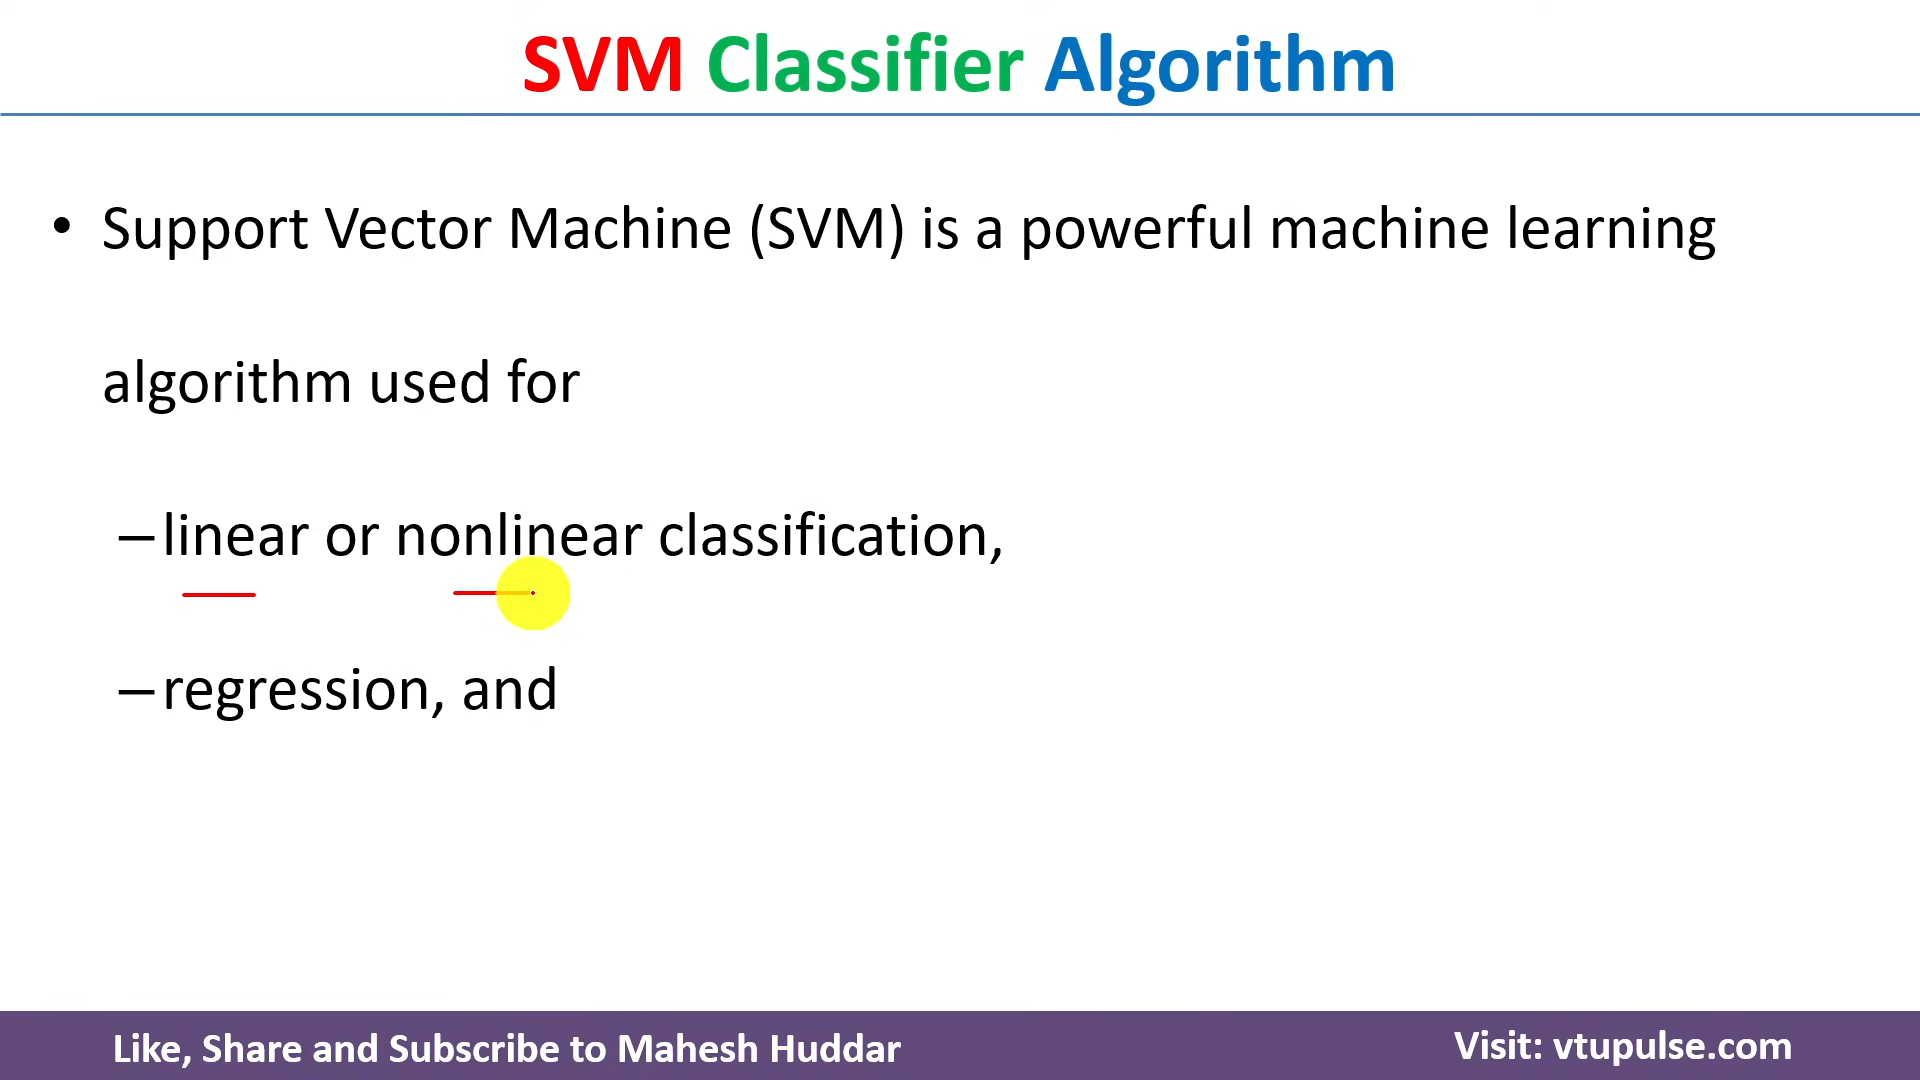 SVM Classifier Algorithm
• Support Vector Machine (SVM) is a powerful machine learning
algorithm used for
–linear or nonlinear classification,
–regression, and
Like, Share and Subscribe to Mahesh Huddar
Visit: vtupulse.com